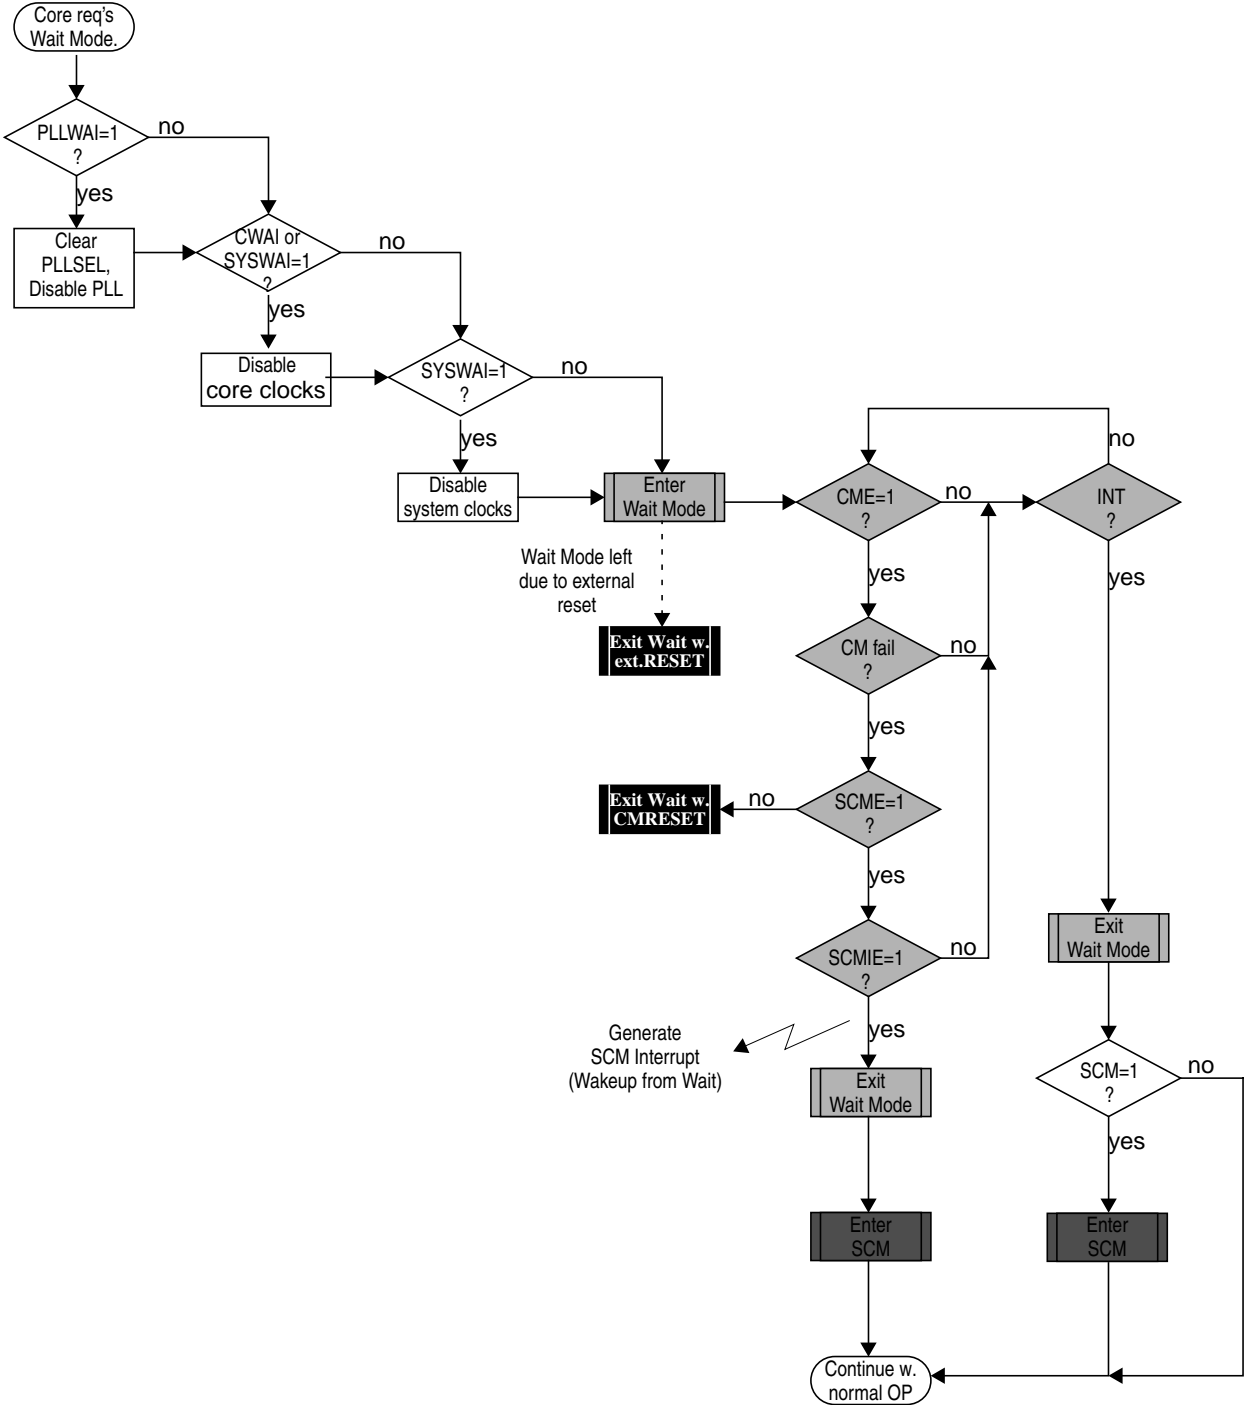 Core req's
Wait Mode.
PLLWAI=1
?
no
yes
Clear
PLLSEL,
Disable PLL
CWAI or
SYSWAI=1
?
no
yes
Disable
core clocks
SYSWAI=1
?
no
yes
Disable
system clocks
Enter
Wait Mode
Wait Mode left
due to external
reset
Exit Wait w.
ext.RESET
CME=1
?
no
yes
INT
?
no
yes
CM fail
?
no
yes
SCME=1
?
no
yes
Exit Wait w.
CMRESET
SCMIE=1
?
no
yes
Generate
SCM Interrupt
(Wakeup from Wait)
Exit
Wait Mode
Enter
SCM
Exit
Wait Mode
SCM=1
?
no
yes
Enter
SCM
Continue w.
normal OP